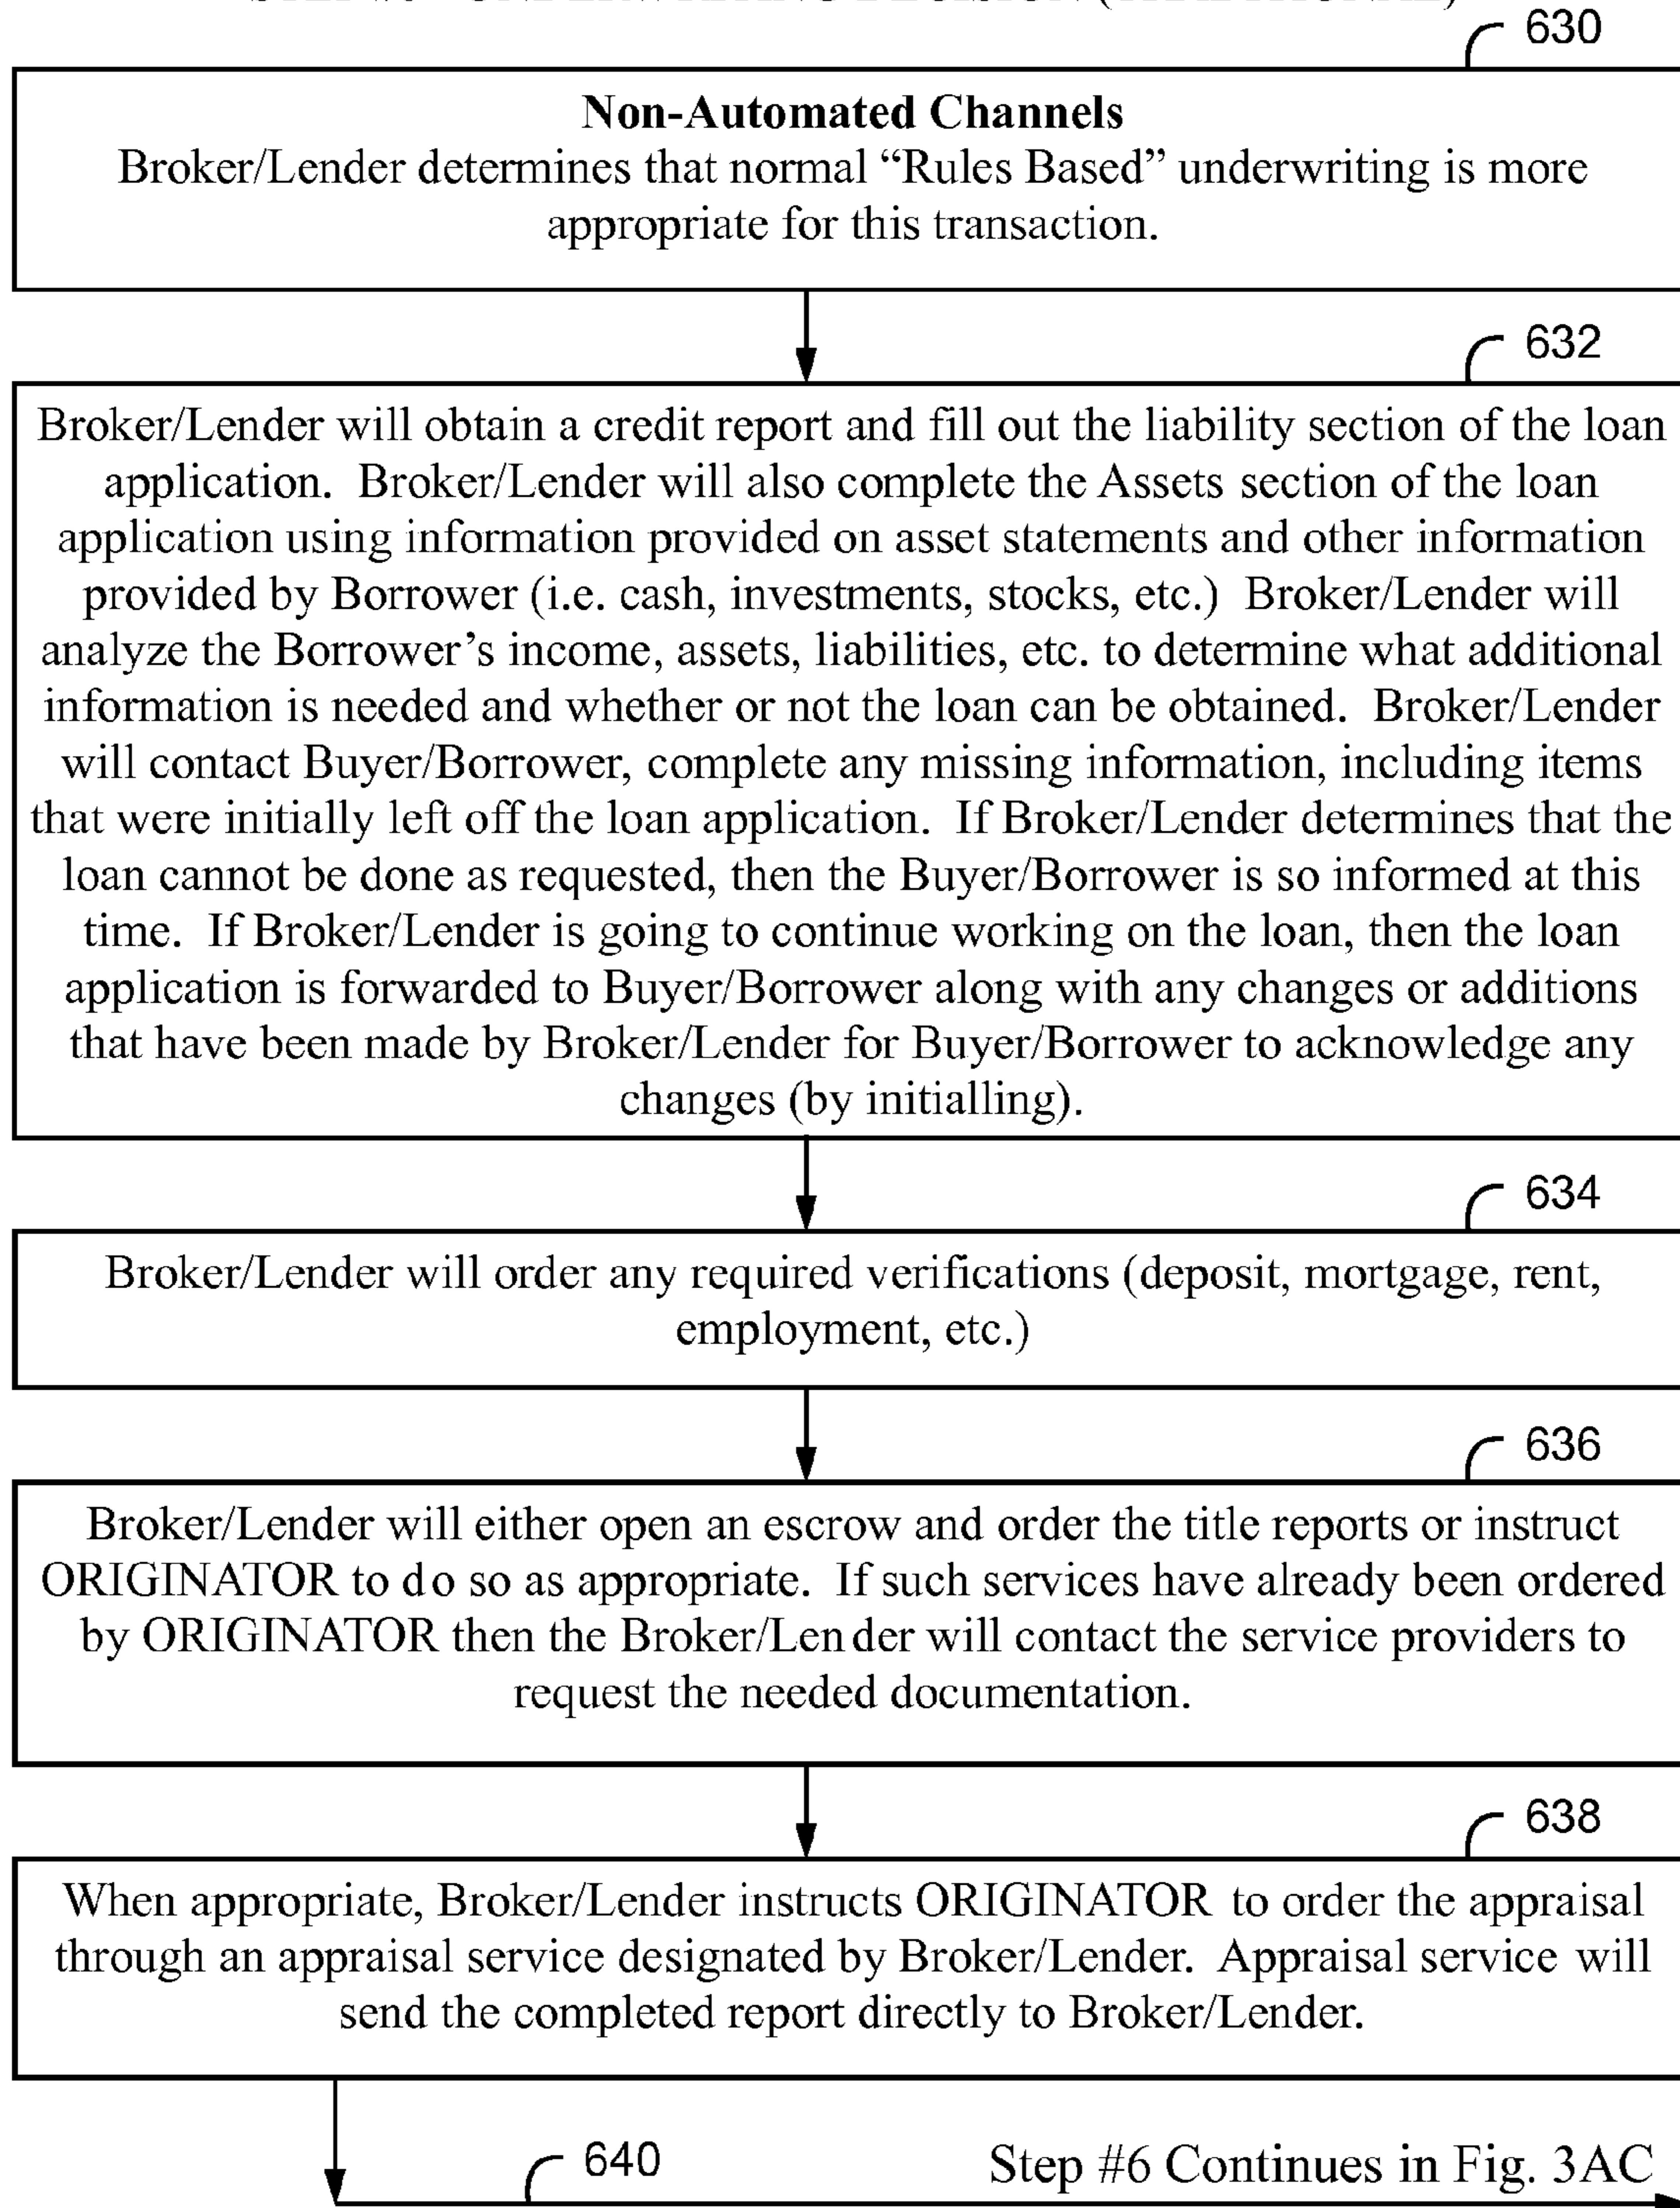 630
Non-Automated Channels
Broker/Lender determines that normal “Rules Based” underwriting is more
appropriate for this transaction.
632
Broker/Lender will obtain a credit report and fill out the liability section of the loan
application.  Broker/Lender will also complete the Assets section of the loan
application using information provided on asset statements and other information
provided by Borrower (i.e. cash, investments, stocks, etc.)  Broker/Lender will
analyze the Borrower’s income, assets, liabilities, etc. to determine what additional
information is needed and whether or not the loan can be obtained.  Broker/Lender
will contact Buyer/Borrower, complete any missing information, including items
that were initially left off the loan application.  If Broker/Lender determines that the
loan cannot be done as requested, then the Buyer/Borrower is so informed at this
time.  If Broker/Lender is going to continue working on the loan, then the loan
application is forwarded to Buyer/Borrower along with any changes or additions
that have been made by Broker/Lender for Buyer/Borrower to acknowledge any
changes (by initialling).
634
Broker/Lender will order any required verifications (deposit, mortgage, rent,
employment, etc.)
636
Broker/Lender will either open an escrow and order the title reports or instruct
ORIGINATOR to do so as appropriate.  If such services have already been ordered
by ORIGINATOR then the Broker/Lender will contact the service providers to
request the needed documentation.
638
When appropriate, Broker/Lender instructs ORIGINATOR to order the appraisal
through an appraisal service designated by Broker/Lender.  Appraisal service will
send the completed report directly to Broker/Lender.
640
Step #6 Continues in Fig. 3AC